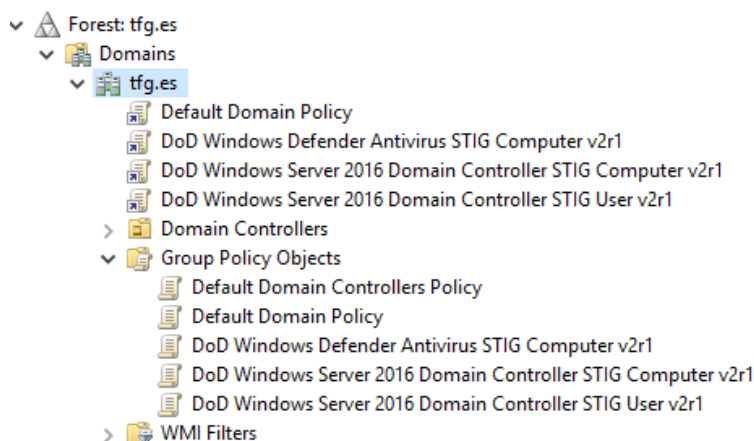 Forest: tfg.es
Domains
tfg.es
Default Domain Policy
DoD Windows Defender Antivirus STIG Computer v2r1
DoD Windows Server 2016 Domain Controller STIG Computer v2r1
DoD Windows Server 2016 Domain Controller STIG User v2r1
Domain Controllers
Group Policy Objects
Default Domain Controllers Policy
Default Domain Policy
DoD Windows Defender Antivirus STIG Computer v2r1
DoD Windows Server 2016 Domain Controller STIG Computer v2r1
DoD Windows Server 2016 Domain Controller STIG User v2r1
WMI Filters